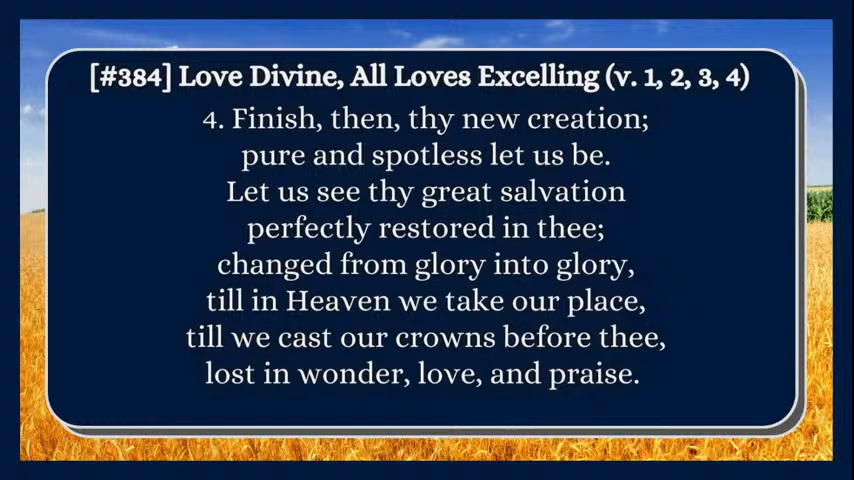 [#384] Love Divine, All Loves Excelling (v. 1, 2, 3, 4)
4. Finish, then, thy new creation;
pure and spotless let us be.
Let us see thy great salvation
perfectly restored in thee;
changed from glory into glory,
till in Heaven we take our place,
till we cast our crowns before thee,
lost in wonder, love, and praise.